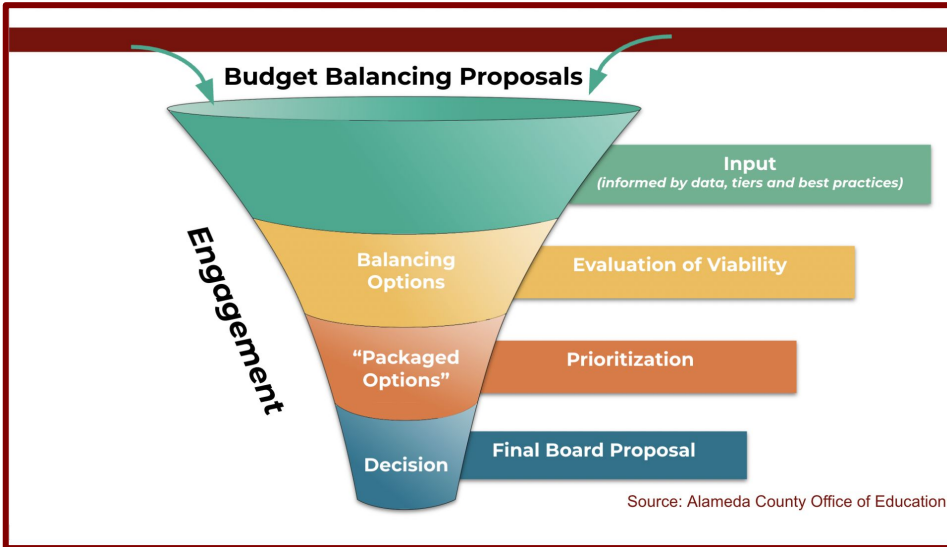 Budget Balancing Proposals
Input
(informed by data, tiers and best practices)
Engagement
Balancing
Options
Evaluation of Viability
“Packaged
Options”
Prioritization
Decision
Final Board Proposal
Source: Alameda County Office of Education